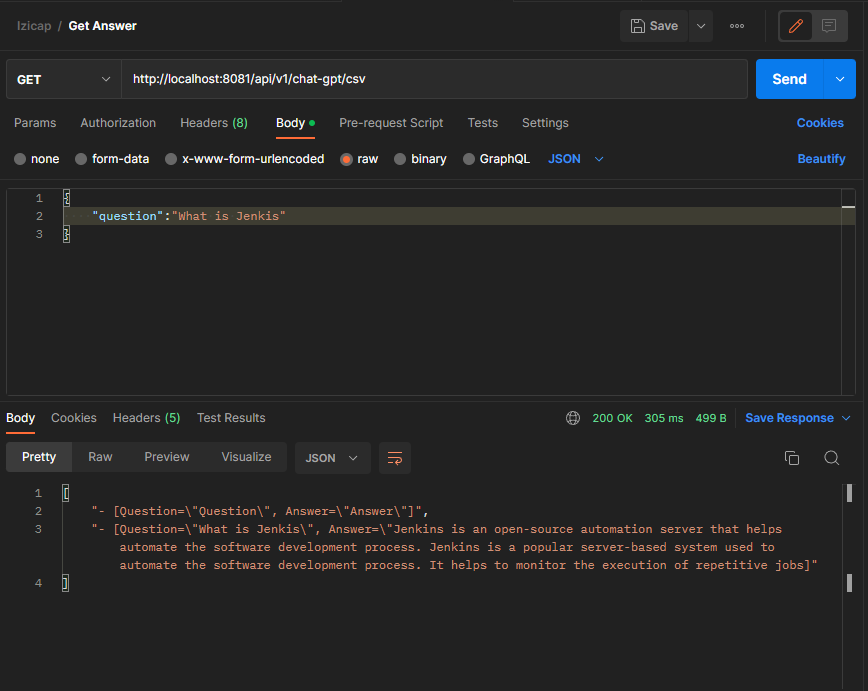 Izicap / Get Answer
Save
GET
http://localhost:8081/api/v1/chat-gpt/csv
Send
Params Authorization Headers (8) Body Pre-request Script Tests Settings Cookies
none form-data x-www-form-urlencoded raw binary GraphQL JSON Beautify
1 {
2 "question":"What is Jenkis"
3 }
Body Cookies Headers (5) Test Results 200 OK 305 ms 499 B Save Response
Pretty Raw Preview Visualize JSON
1 [
2 "- [Question=\"Question\", Answer=\"Answer\"]",
3 "- [Question=\"What is Jenkis\", Answer=\"Jenkins is an open-source automation server that helps
automate the software development process. Jenkins is a popular server-based system used to
automate the software development process. It helps to monitor the execution of repetitive jobs]"
4 ]